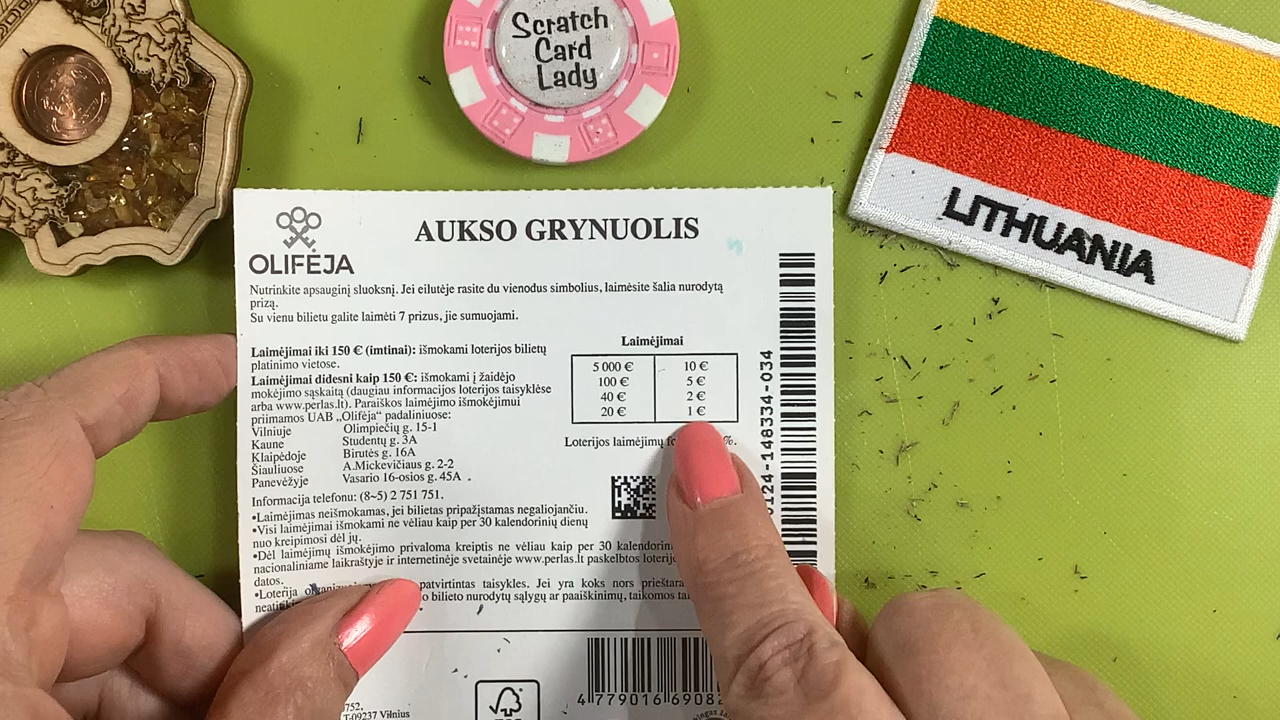 Scratch
Card
Lady
LITHUANIA
OLIFĖJA
AUKSO GRYNUOLIS
Nutrinkite apsauginį sluoksnį. Jei eilutėje rasite du vienodus simbolius, laimėsite šalia nurodytą
prizą.
Su vienu bilietu galite laimėti 7 prizus, jie sumuojami.
Laimėjimai iki 150 € (imtinai): išmokami loterijos bilietų
platinimo vietose.
Laimėjimai didesni kaip 150 €: išmokami į žaidėjo
mokėjimo sąskaitą (daugiau informacijos loterijos taisyklėse
arba www.perlas.lt). Paraiškos laimėjimo išmokėjimui
priimamos UAB „Olifėja" padaliniuose:
Vilniuje Olimpiečių g. 15-1
Kaune Studentų g. 3A
Klaipėdoje Birutės g. 16A
Šiauliuose A.Mickevičiaus g. 2-2
Panevėžyje Vasario 16-osios g. 45A .
Informacija telefonu: (8~5) 2 751 751.
Laimėjimai
5 000 € 10 €
100 € 5 €
40 € 2 €
20 € 1 €
Loterijos laimėjimų %.
•Laimėjimas neišmokamas, jei bilietas pripažįstamas negaliojančiu.
•Visi laimėjimai išmokami ne vėliau kaip per 30 kalendorinių dienų
nuo kreipimosi dėl jų.
•Dėl laimėjimų išmokėjimo privaloma kreiptis ne vėliau kaip per 30
nacionaliniame laikraštyje ir internetinėje svetainėje www.perlas.lt paskelbtos
datos.
•Loterija patvirtintas taisykles. Jei yra koks nors
bilieto nurodytų sąlygų ar paaiškinimų, taikomos
0124-148334-034
4 779016 69082
752.
T-09237 Vilnius
FSC